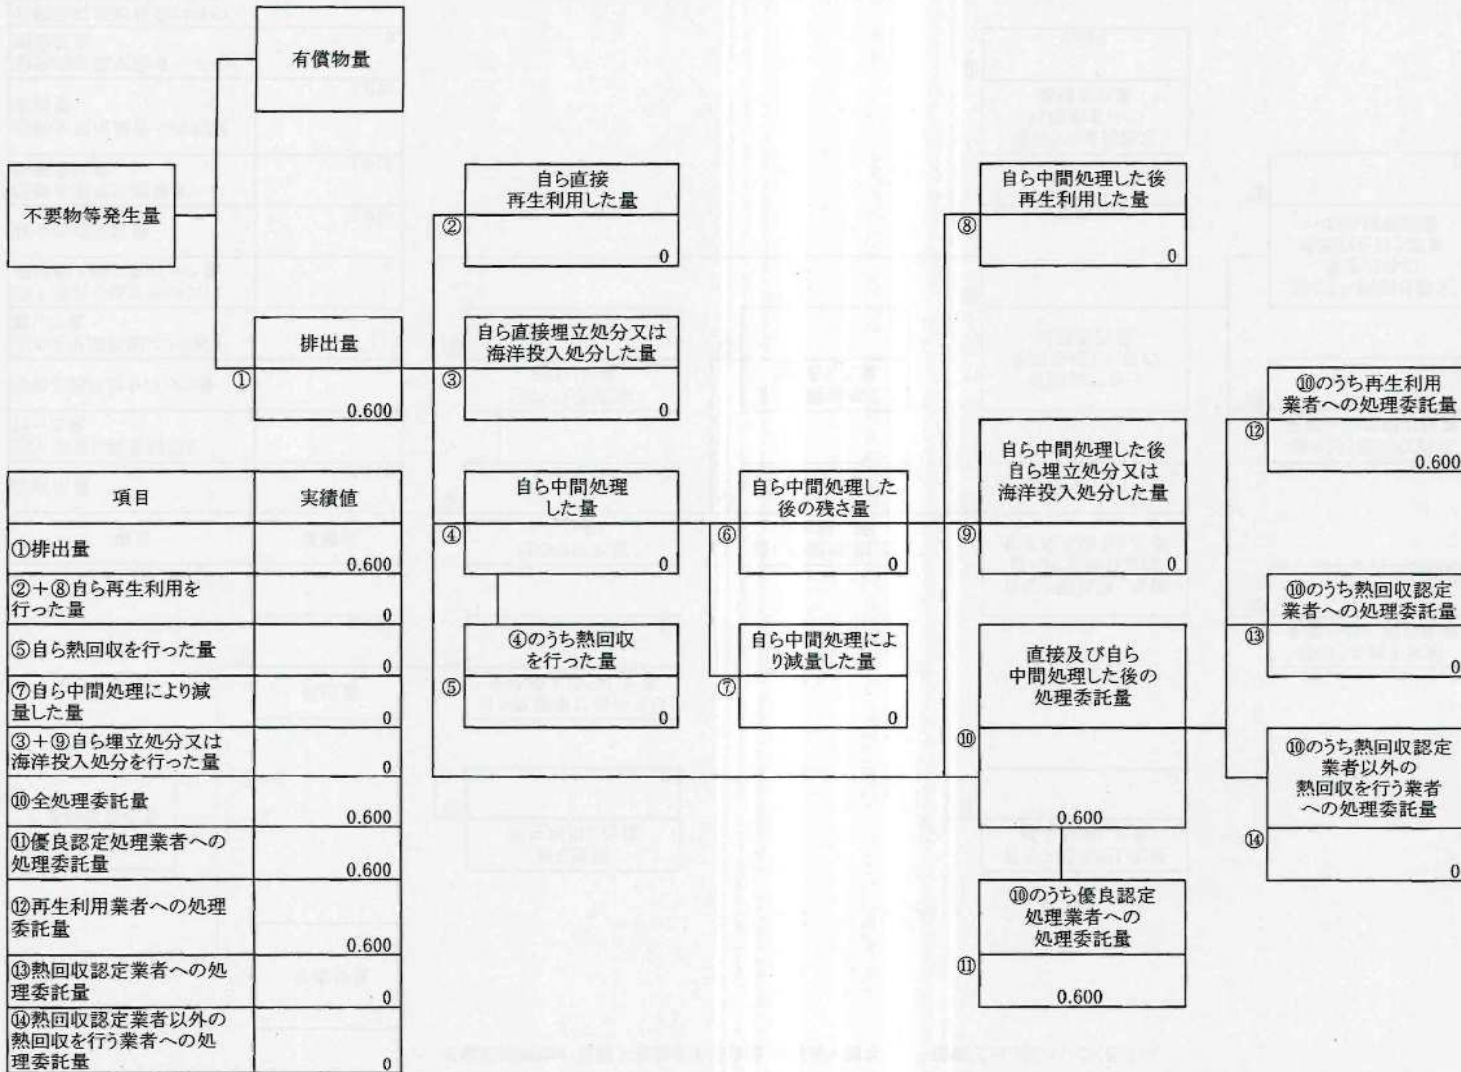 有償物量
不要物等発生量
排出量
①
0.600
自ら直接
再生利用した量
②
0
自ら直接埋立処分又は
海洋投入処分した量
③
0
自ら中間処理
した量
④
0
④のうち熱回収
を行った量
⑤
0
自ら中間処理した
後の残さ量
⑥
0
自ら中間処理によ
り減量した量
⑦
0
自ら中間処理した後
再生利用した量
⑧
0
自ら中間処理した後
自ら埋立処分又は
海洋投入処分した量
⑨
0
直接及び自ら
中間処理した後の
処理委託量
⑩
0.600
⑩のうち優良認定
処理業者への
処理委託量
⑪
0.600
⑩のうち再生利用
業者への処理委託量
⑫
0.600
⑩のうち熱回収認定
業者への処理委託量
⑬
0
⑩のうち熱回収認定
業者以外の
熱回収を行う業者
への処理委託量
⑭
0
項目 実績値
①排出量
0.600
②+⑧自ら再生利用を
行った量 0
⑤自ら熱回収を行った量
0
⑦自ら中間処理により減
量した量 0
③+⑨自ら埋立処分又は
海洋投入処分を行った量 0
⑩全処理委託量
0.600
⑪優良認定処理業者への
処理委託量 0.600
⑫再生利用業者への処理
委託量
0.600
⑬熱回収認定業者への処
理委託量 0
⑭熱回収認定業者以外の
熱回収を行う業者への処
理委託量 0